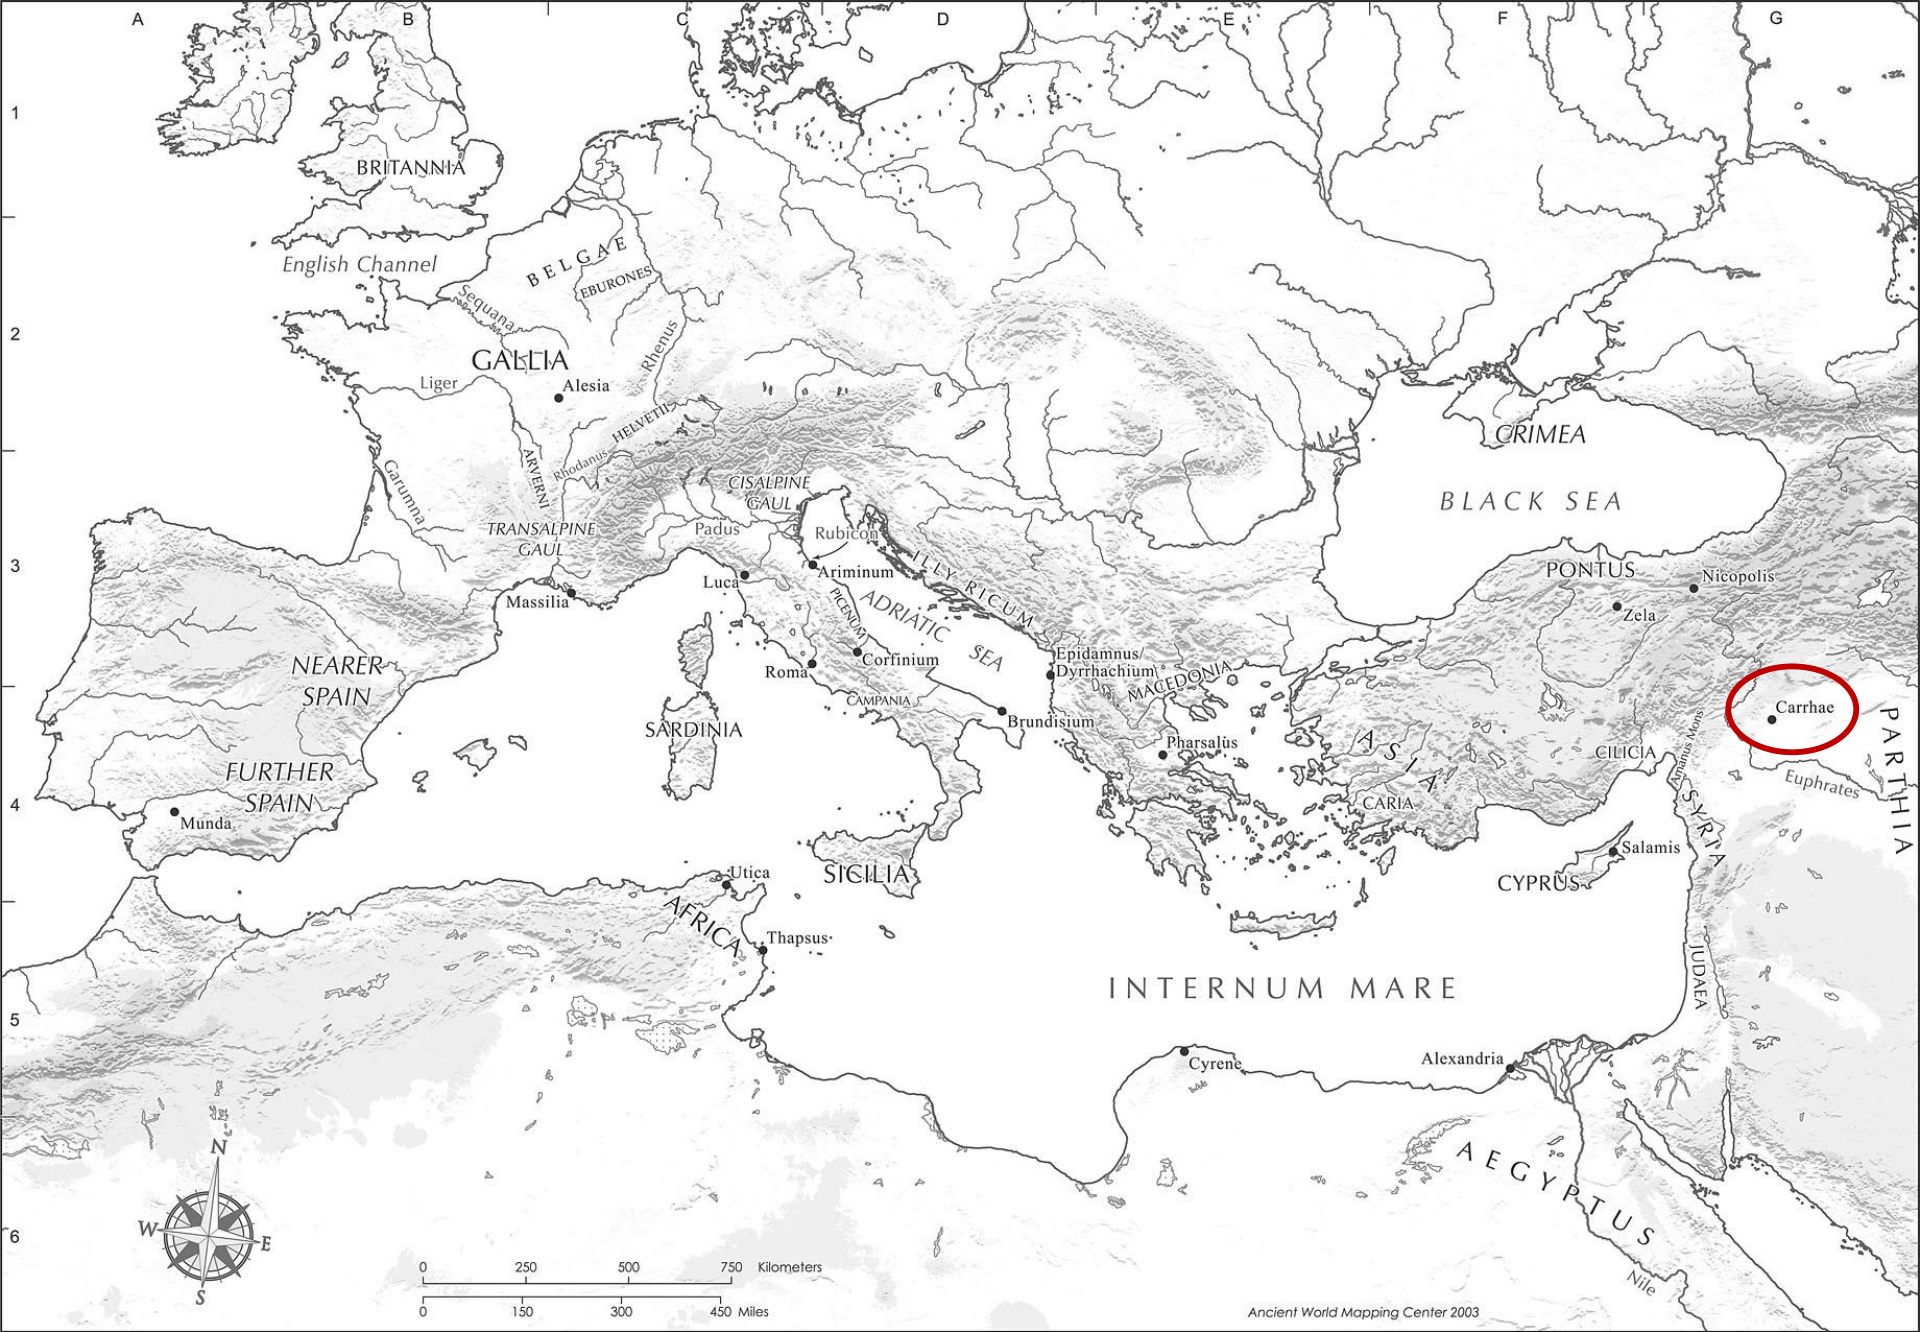 A B C D E F G
1
BRITANNIA
English Channel
BELGAE
EBURONES
Sequana
2
Rhenus
GALLIA
Liger
Alesia
HELVETII
CRIMEA
ARVERNI
Rhodanus
Garumna
CISALPINE
GAUL
BLACK SEA
TRANSALPINE
GAUL
Padus
Rubicon
3
ILLYRICUM
PONTUS
Nicopolis
Luca
Ariminum
Massilia
PICENUM
ADRIATIC SEA
Zela
Epidamnus/
Dyrrhachium
NEARER
SPAIN
Roma
Corfinium
MACEDONIA
CAMPANIA
Carrhae
SARDINIA
Brundisium
PARTHIA
Pharsalus
ASIA
CILICIA
Amanus Mons
FURTHER
SPAIN
Euphrates
4
CARIA
SYRIA
Munda
Salamis
Utica
SICILIA
CYPRUS
AFRICA
Thapsus
JUDAEA
INTERNUM MARE
5
Cyrene
Alexandria
AEGYPTUS
N
W
E
S
6
Nile
0 250 500 750 Kilometers
0 150 300 450 Miles
Ancient World Mapping Center 2003